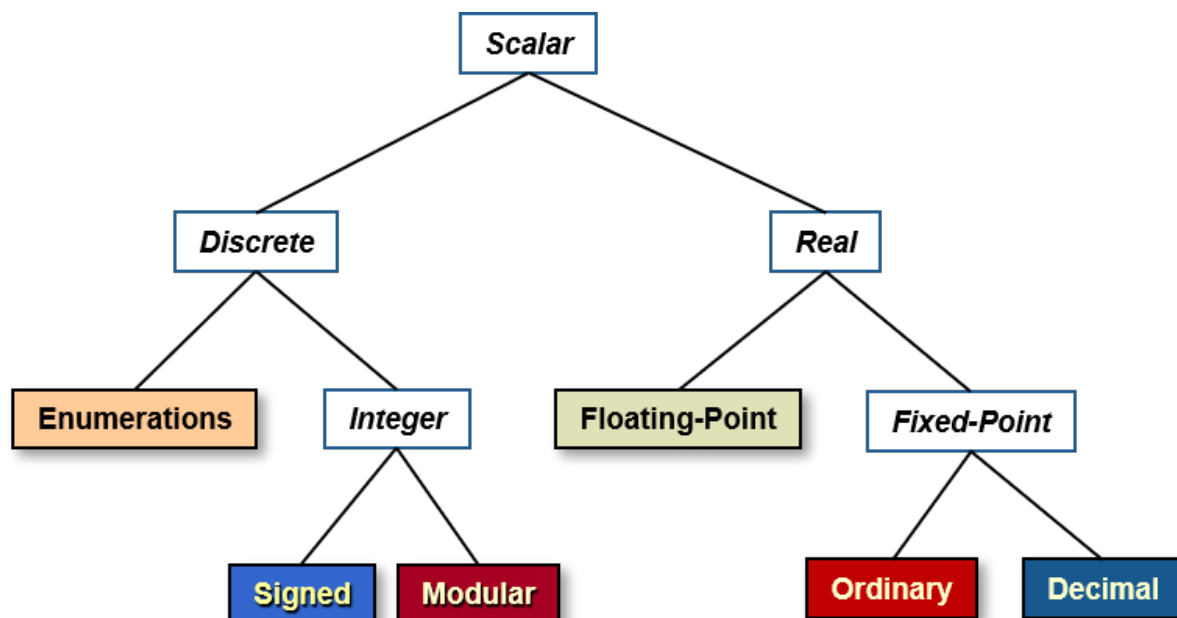 Scalar
Discrete
Real
Enumerations
Integer
Floating-Point
Fixed-Point
Signed
Modular
Ordinary
Decimal